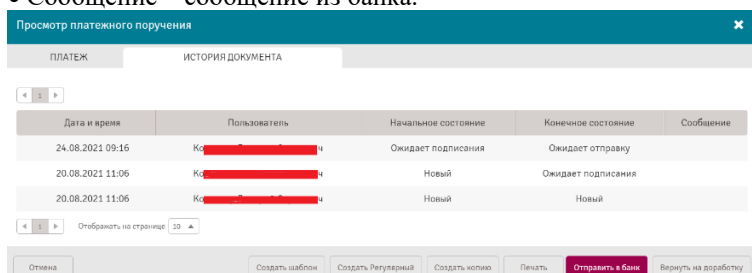 • Сообщение – сообщение из банка.
Просмотр платежного поручения
ПЛАТЕЖ ИСТОРИЯ ДОКУМЕНТА
1
Дата и время Пользователь Начальное состояние Конечное состояние Сообщение
24.08.2021 09:16 Ко ч Ожидает подписания Ожидает отправку
20.08.2021 11:06 Ко ч Новый Ожидает подписания
20.08.2021 11:06 Ко ч Новый Новый
1 Отображать на странице 10
Отмена Создать шаблон Создать Регулярный Создать копию Печать Отправить в банк Вернуть на доработку